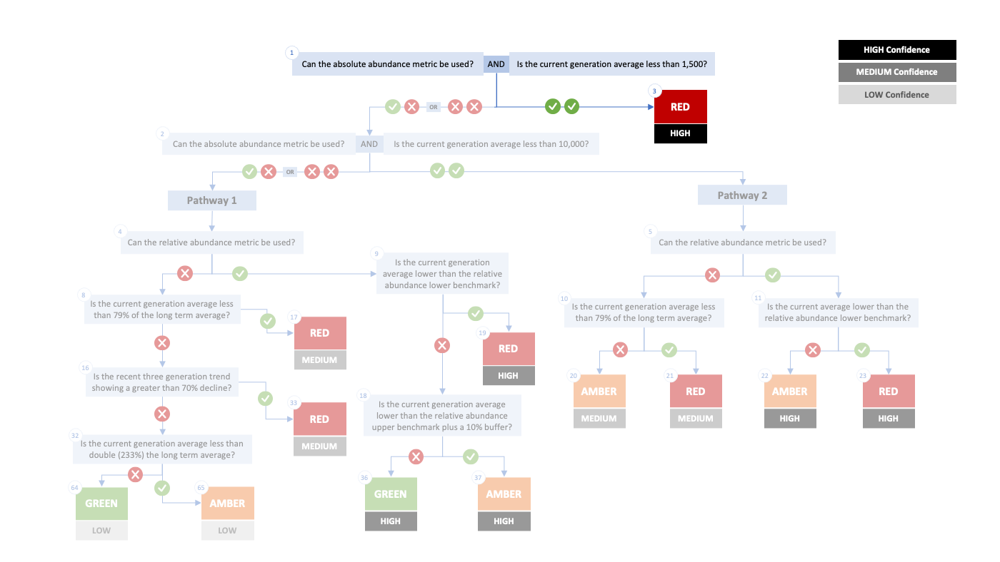 HIGH Confidence
MEDIUM Confidence
LOW Confidence
1
Can the absolute abundance metric be used?
AND
Is the current generation average less than 1,500?
OR
3
RED
HIGH
2
Can the absolute abundance metric be used?
AND
Is the current generation average less than 10,000?
OR
Pathway 1
Pathway 2
4
Can the relative abundance metric be used?
5
Can the relative abundance metric be used?
9
Is the current generation
average lower than the relative
abundance lower benchmark?
8
Is the current generation average less
than 79% of the long term average?
10
Is the current generation average less
than 79% of the long term average?
11
Is the current average lower than the
relative abundance lower benchmark?
17
RED
MEDIUM
19
RED
HIGH
16
Is the recent three generation trend
showing a greater than 70% decline?
20
AMBER
MEDIUM
21
RED
MEDIUM
22
AMBER
HIGH
23
RED
HIGH
33
RED
MEDIUM
18
Is the current generation average
lower than the relative abundance
upper benchmark plus a 10% buffer?
32
Is the current generation average less than
double (233%) the long term average?
64
GREEN
LOW
65
AMBER
LOW
36
GREEN
HIGH
37
AMBER
HIGH